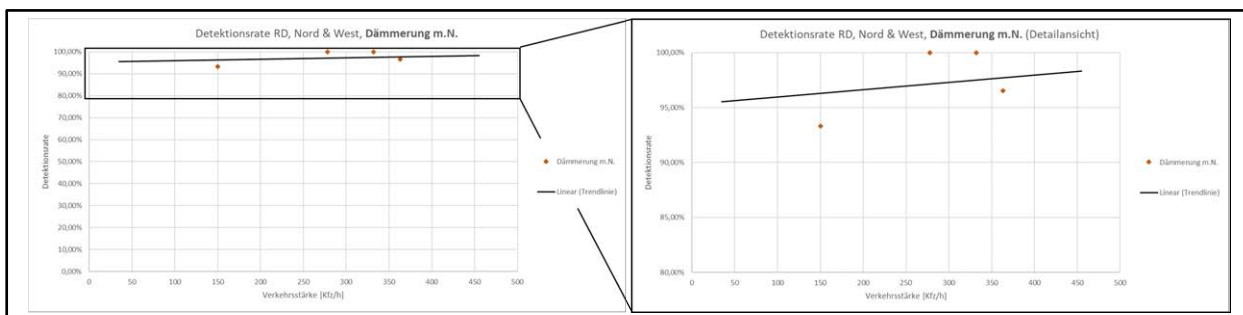 Detektionsrate RD, Nord & West, Dämmerung m.N.
100,00%
90,00%
80,00%
70,00%
60,00%
50,00%
40,00%
30,00%
20,00%
10,00%
0,00%
Detektionsrate
0 50 100 150 200 250 300 350 400 450 500
Verkehrsstärke [Kfz/h]
Dämmerung m.N.
Linear (Trendlinie)
Detektionsrate RD, Nord & West, Dämmerung m.N. (Detailansicht)
100,00%
95,00%
90,00%
85,00%
80,00%
Detektionsrate
0 50 100 150 200 250 300 350 400 450 500
Verkehrsstärke [Kfz/h]
Dämmerung m.N.
Linear (Trendlinie)